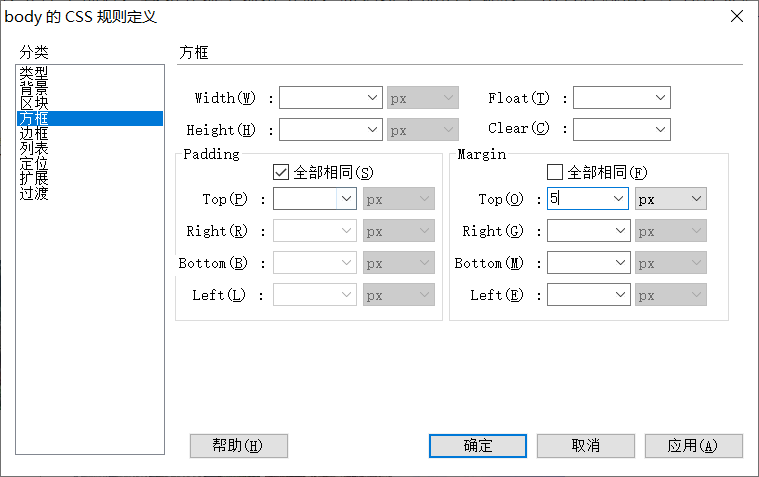 body 的 CSS 规则定义
分类
类型
背景
区块
方框
边框
列表
定位
扩展
过渡
方框
Width(W) : px Float(T) :
Height(H) : px Clear(C) :
Padding
全部相同(S)
Top(P) : px
Right(R) : px
Bottom(B) : px
Left(L) : px
Margin
全部相同(F)
Top(O) : 5 px
Right(G) : px
Bottom(M) : px
Left(E) : px
帮助(H) 确定 取消 应用(A)